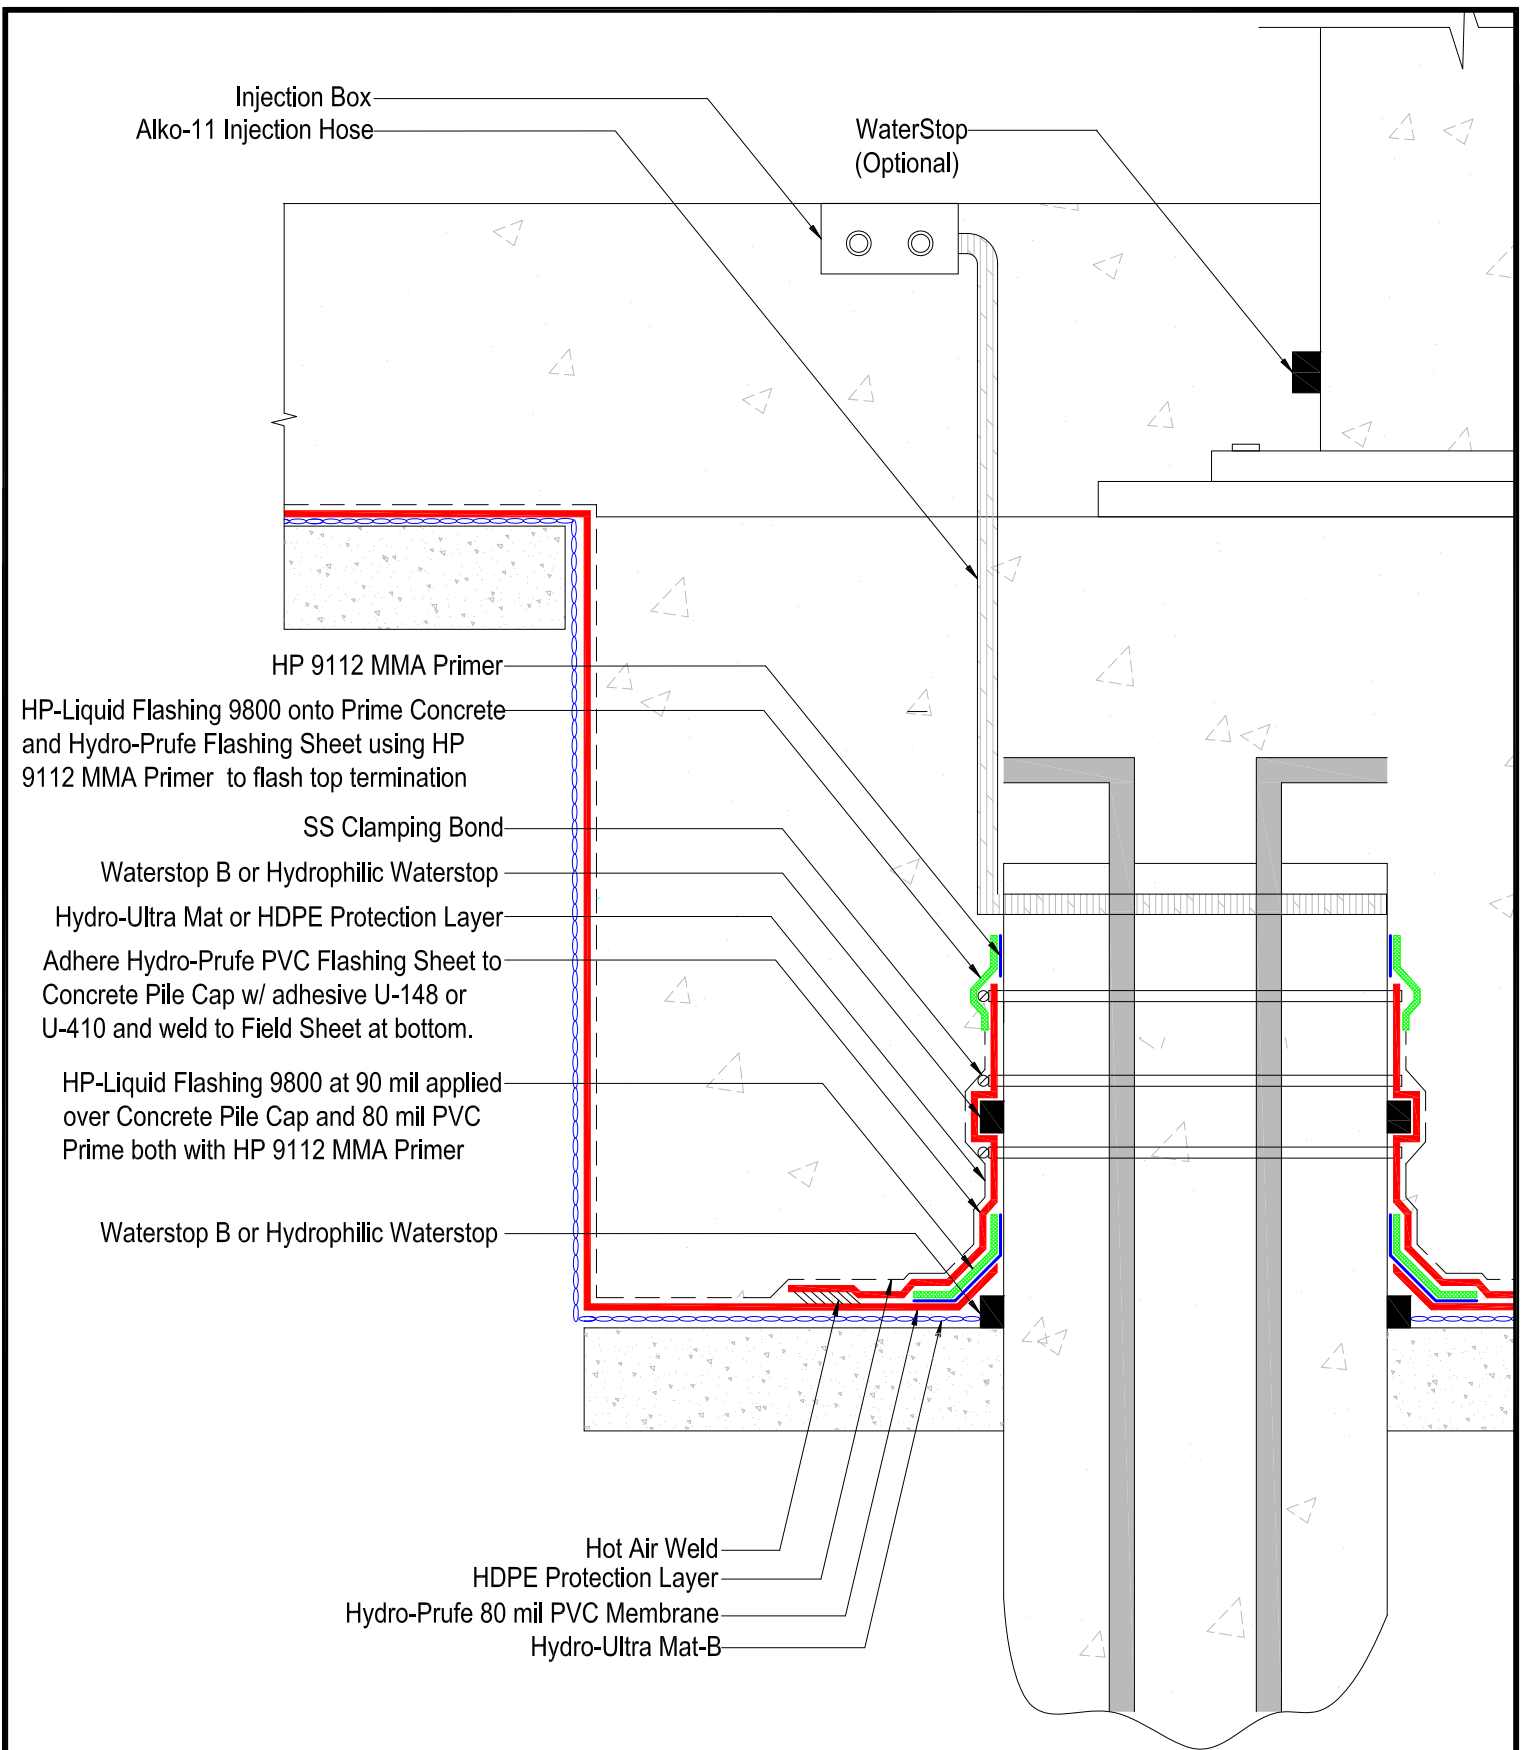 Injection Box
Alko-11 Injection Hose
WaterStop
(Optional)
HP 9112 MMA Primer
HP-Liquid Flashing 9800 onto Prime Concrete
and Hydro-Prufe Flashing Sheet using HP
9112 MMA Primer to flash top termination
SS Clamping Bond
Waterstop B or Hydrophilic Waterstop
Hydro-Ultra Mat or HDPE Protection Layer
Adhere Hydro-Prufe PVC Flashing Sheet to
Concrete Pile Cap w/ adhesive U-148 or
U-410 and weld to Field Sheet at bottom.
HP-Liquid Flashing 9800 at 90 mil applied
over Concrete Pile Cap and 80 mil PVC
Prime both with HP 9112 MMA Primer
Waterstop B or Hydrophilic Waterstop
Hot Air Weld
HDPE Protection Layer
Hydro-Prufe 80 mil PVC Membrane
Hydro-Ultra Mat-B